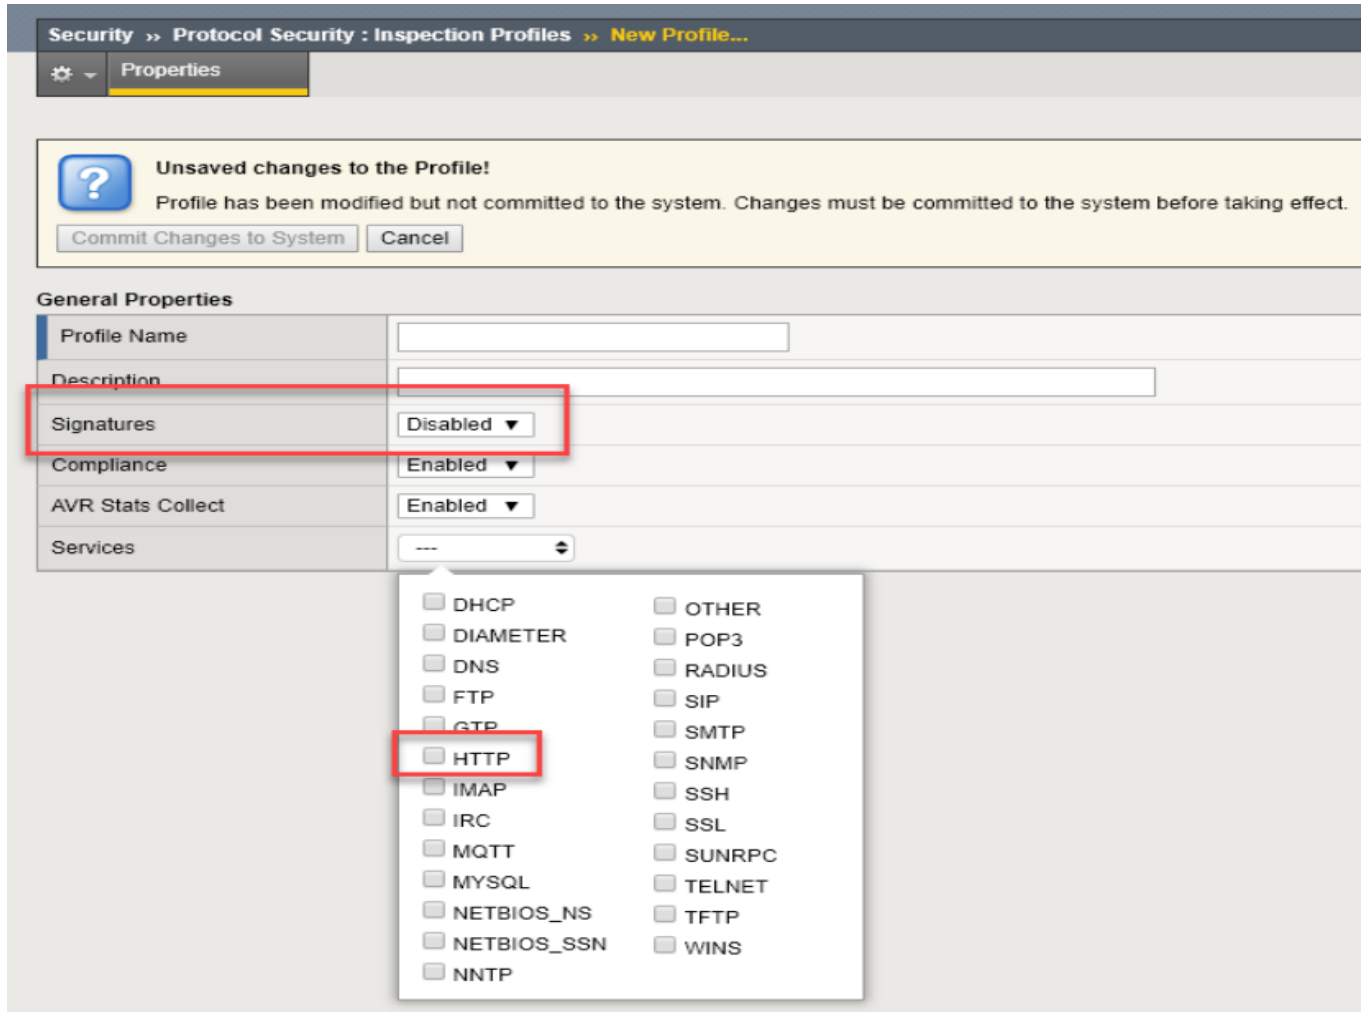 Security ›› Protocol Security : Inspection Profiles ›› New Profile...
Properties
?
Unsaved changes to the Profile!
Profile has been modified but not committed to the system. Changes must be committed to the system before taking effect.
Commit Changes to System Cancel
General Properties
Profile Name
Description
Signatures Disabled ▼
Compliance Enabled ▼
AVR Stats Collect Enabled ▼
Services ---
DHCP
DIAMETER
DNS
FTP
GTP
HTTP
IMAP
IRC
MQTT
MYSQL
NETBIOS_NS
NETBIOS_SSN
NNTP
OTHER
POP3
RADIUS
SIP
SMTP
SNMP
SSH
SSL
SUNRPC
TELNET
TFTP
WINS